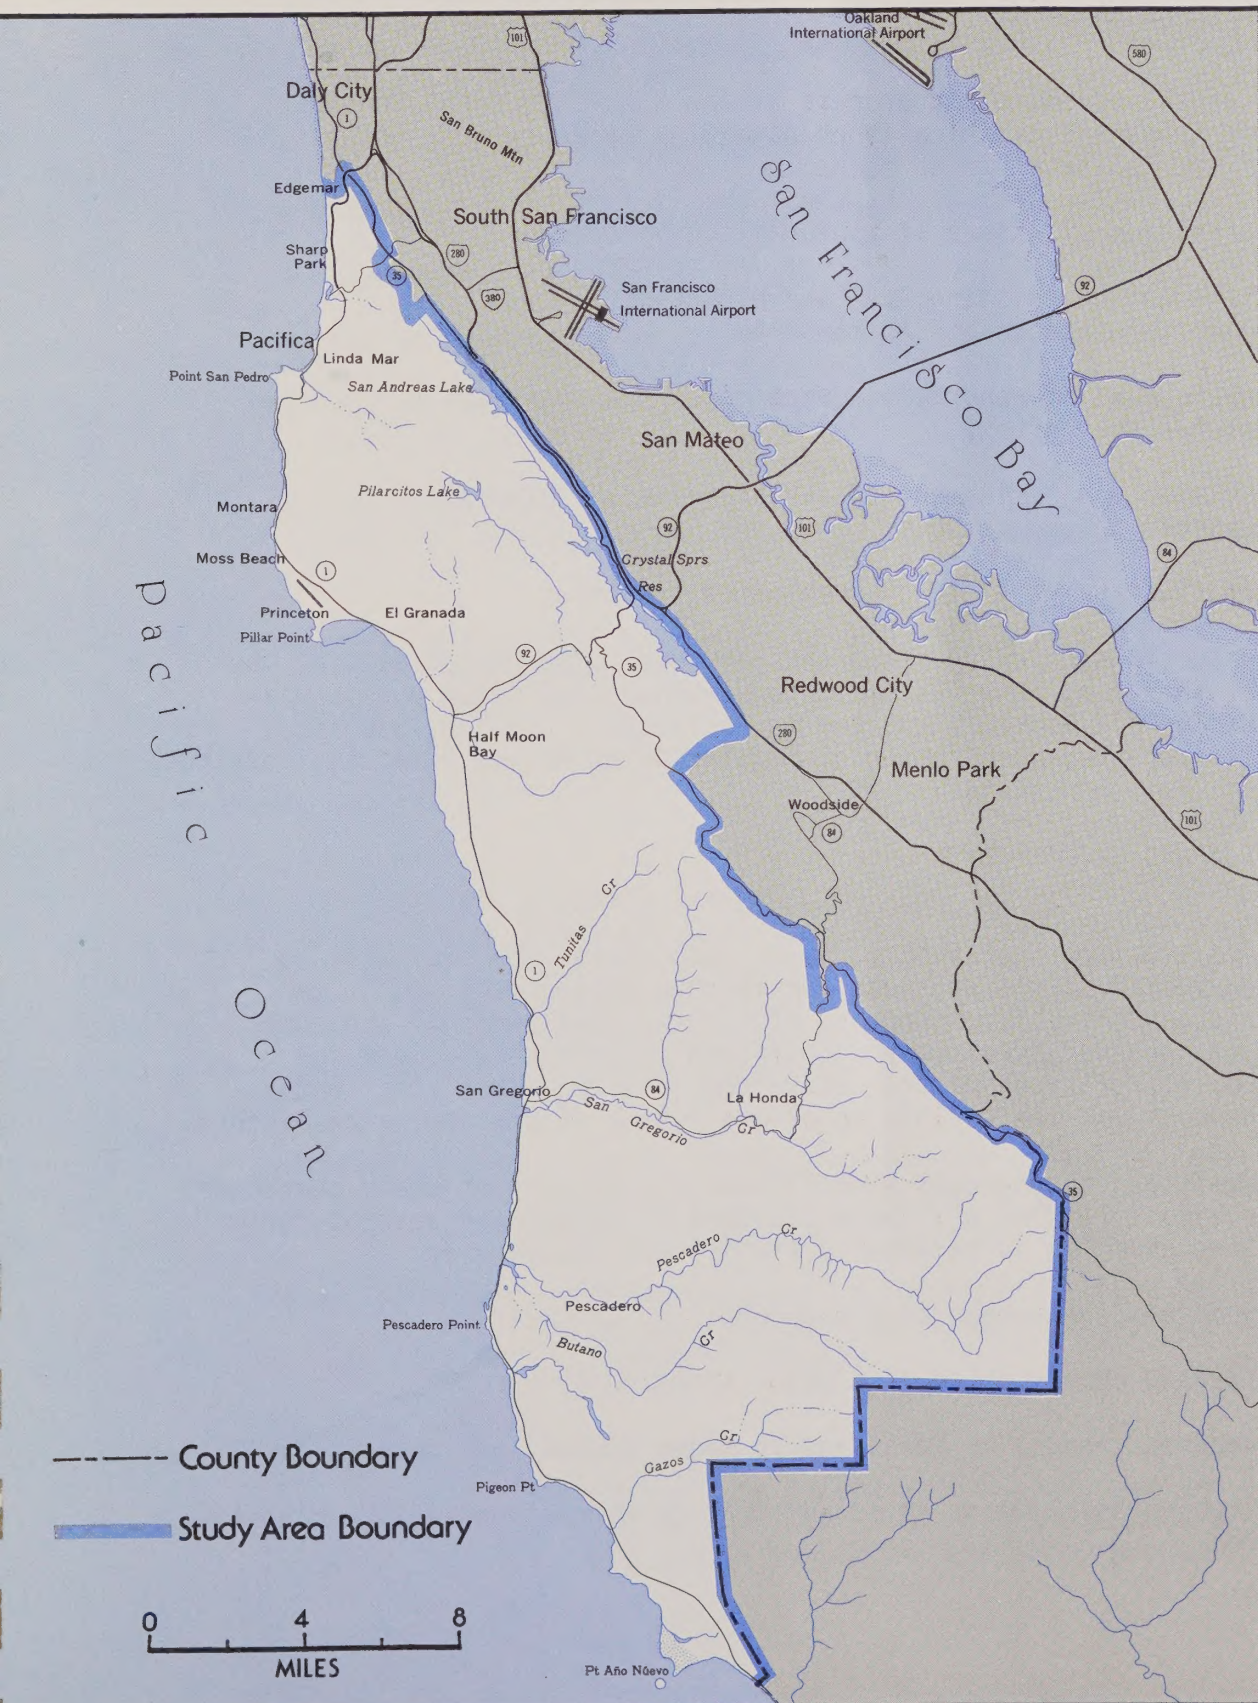 Oakland
International Airport
101
580
Daly City
1
San Bruno Mtn
Edgemar
South San Francisco
San Francisco Bay
Sharp
Park
280
35
380
San Francisco
International Airport
92
Pacifica
Linda Mar
Point San Pedro
San Andreas Lake
San Mateo
Pilarcitos Lake
Montara
92
101
84
Moss Beach
1
Crystal Sprs
Res
Princeton
El Granada
Pillar Point
92
35
Pacific Ocean
Redwood City
Half Moon
Bay
280
Menlo Park
Woodside
84
101
Tunitas Cr
1
San Gregorio
84
La Honda
San Gregorio Cr
35
Pescadero Cr
Pescadero
Pescadero Point
Butano Cr
Gazos Cr
County Boundary
Pigeon Pt
Study Area Boundary
0 4 8
MILES
Pt Año Núevo